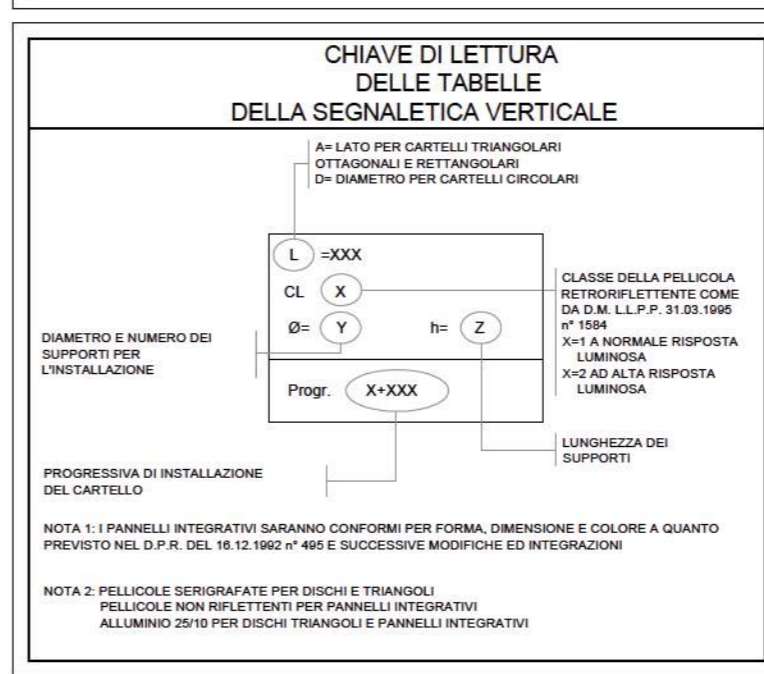 CHIAVE DI LETTURA
DELLE TABELLE
DELLA SEGNALETICA VERTICALE
A= LATO PER CARTELLI TRIANGOLARI
OTTAGONALI E RETTANGOLARI
D= DIAMETRO PER CARTELLI CIRCOLARI
L =XXX
CL X
Ø= Y h= Z
Progr. X+XXX
CLASSE DELLA PELLICOLA
RETRORIFLETTENTE COME
DA D.M. L.L.P.P. 31.03.1995
n° 1584
X=1 A NORMALE RISPOSTA
LUMINOSA
X=2 AD ALTA RISPOSTA
LUMINOSA
DIAMETRO E NUMERO DEI
SUPPORTI PER
L'INSTALLAZIONE
LUNGHEZZA DEI
SUPPORTI
PROGRESSIVA DI INSTALLAZIONE
DEL CARTELLO
NOTA 1: I PANNELLI INTEGRATIVI SARANNO CONFORMI PER FORMA, DIMENSIONE E COLORE A QUANTO
PREVISTO NEL D.P.R. DEL 16.12.1992 n° 495 E SUCCESSIVE MODIFICHE ED INTEGRAZIONI
NOTA 2: PELLICOLE SERIGRAFATE PER DISCHI E TRIANGOLI
PELLICOLE NON RIFLETTENTI PER PANNELLI INTEGRATIVI
ALLUMINIO 25/10 PER DISCHI TRIANGOLI E PANNELLI INTEGRATIVI